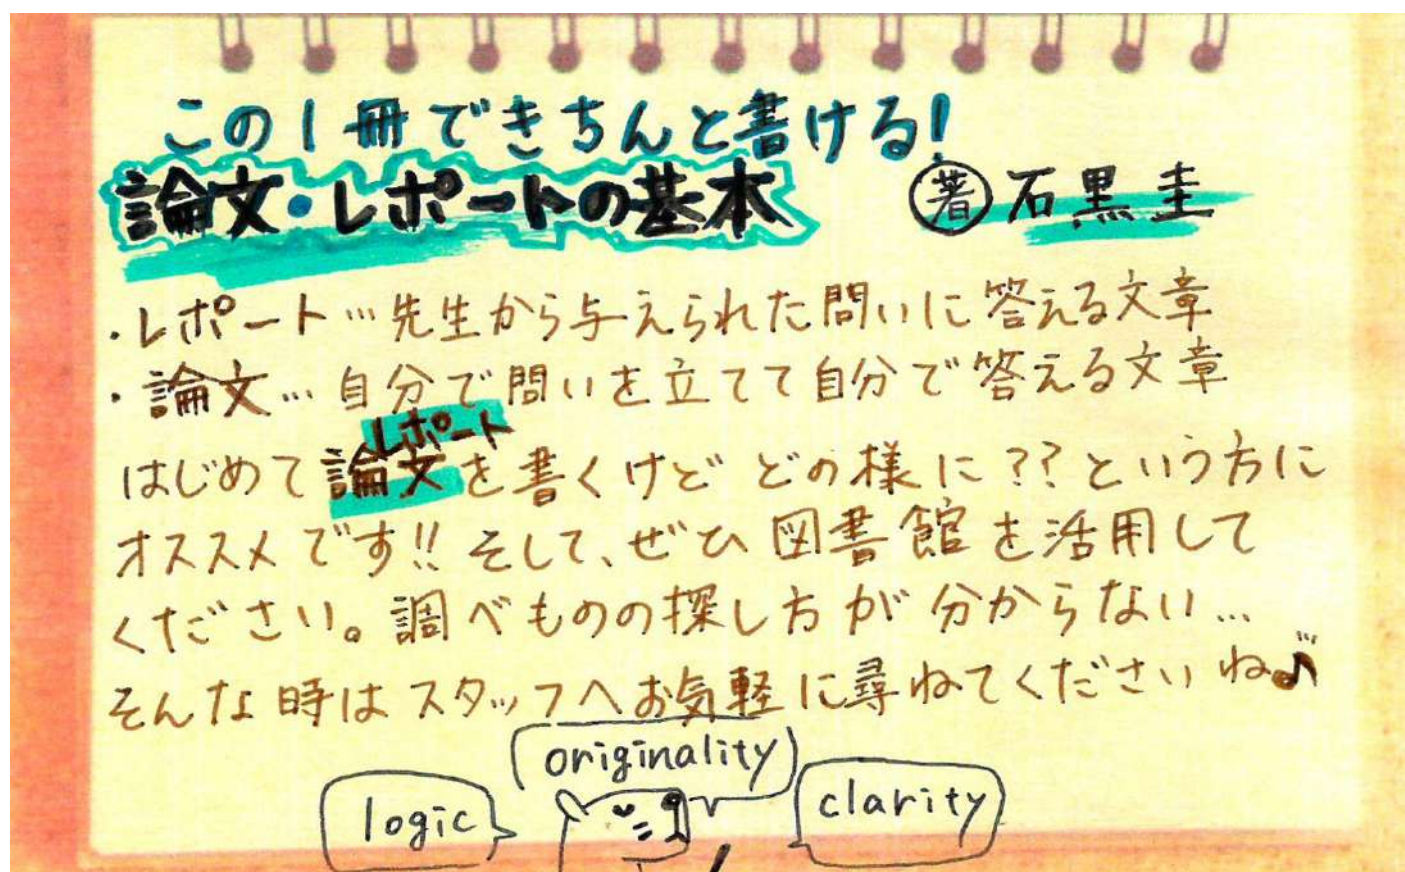 この1冊できちんと書ける!
論文・レポートの基本 著 石黒圭
・レポート…先生から与えられた問いに答える文章
・論文…自分で問いを立てて自分で答える文章
レポート
はじめて論文を書くけど どの様に??という方に
オススメです!!そして、ぜひ図書館を活用して
ください。調べものの探し方が分からない…
そんな時はスタッフへお気軽に尋ねてくださいね♪
originality
logic
clarity